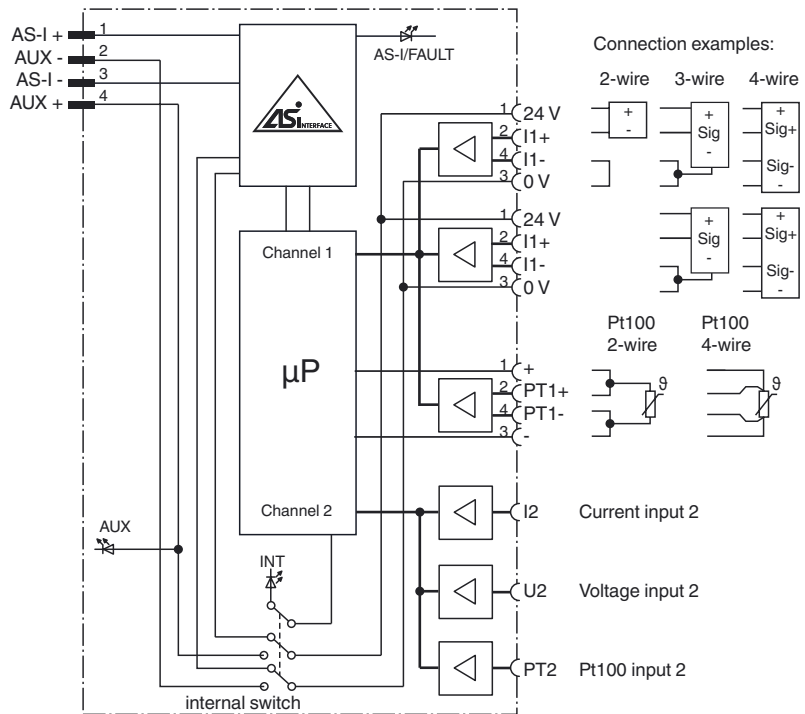 AS-I +
1
AUX -
2
AS-I -
3
AUX +
4
AS-I/FAULT
ASi INTERFACE
Connection examples:
2-wire
3-wire
4-wire
1
24 V
2
I1+
4
I1-
3
0 V
+
-
+
Sig
-
+
Sig+
Sig-
-
1
24 V
2
I1+
4
I1-
3
0 V
+
Sig
-
+
Sig+
Sig-
-
Channel 1
µP
Channel 2
Pt100
2-wire
Pt100
4-wire
1
+
2
PT1+
4
PT1-
3
-
ϑ
ϑ
I2
Current input 2
U2
Voltage input 2
PT2
Pt100 input 2
AUX
INT
internal switch